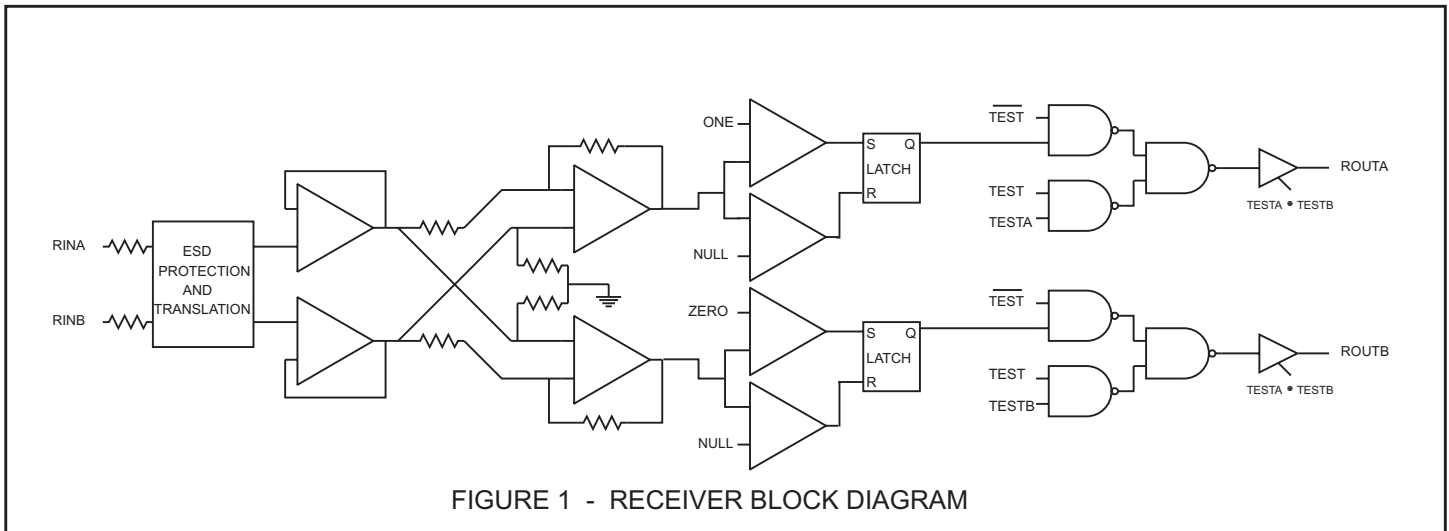 ONE
TEST
S Q
LATCH
R
ROUTA
TEST
TESTA
TESTA • TESTB
NULL
RINA
RINB
ESD
PROTECTION
AND
TRANSLATION
ZERO
TEST
S Q
LATCH
R
ROUTB
TEST
TESTB
TESTA • TESTB
NULL
FIGURE 1 - RECEIVER BLOCK DIAGRAM